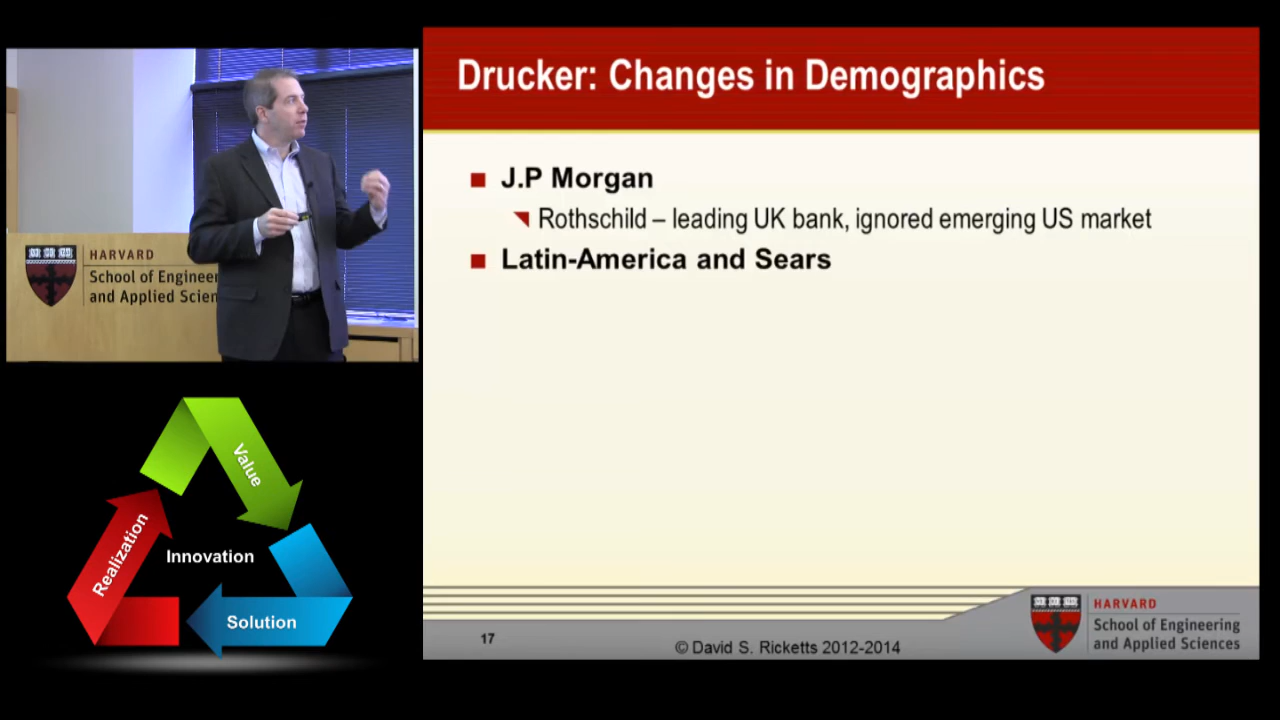 Drucker: Changes in Demographics
J.P Morgan
Rothschild – leading UK bank, ignored emerging US market
Latin-America and Sears
HARVARD
School of Engineer
and Applied Scien
Value
Realization
Innovation
Solution
17
© David S. Ricketts 2012-2014
HARVARD
School of Engineering
and Applied Sciences